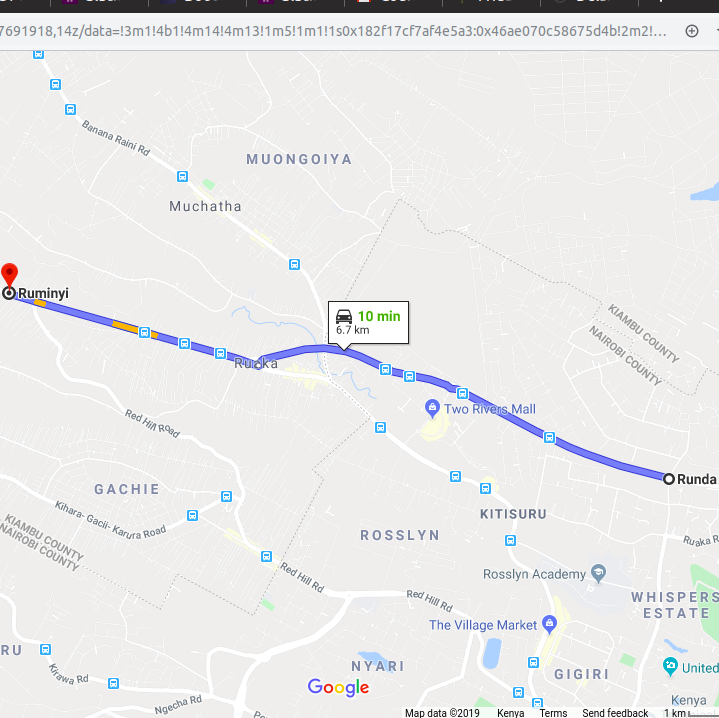 7691918,14z/data=!3m1!4b1!4m14!4m13!1m5!1m1!1s0x182f17cf7af4e5a3:0x46ae070c58675d4b!2m2!...
Banana Raini Rd
MUONGOIYA
Muchatha
Ruminyi
10 min
6.7 km
KIAMBU COUNTY
NAIROBI COUNTY
Ruaka
Two Rivers Mall
Red Hill Road
Runda
GACHIE
KITISURU
Kihara- Gacii- Karura Road
ROSSLYN
Ruaka R
KIAMBU COUNTY
NAIROBI COUNTY
Rosslyn Academy
Red Hill Rd
Red Hill Rd
WHISPERS
ESTATE
The Village Market
RU
NYARI
GIGIRI
United
Kirawa Rd
Google
Ngecha Rd
Kenya
Map data ©2019 Kenya Terms Send feedback 1 km